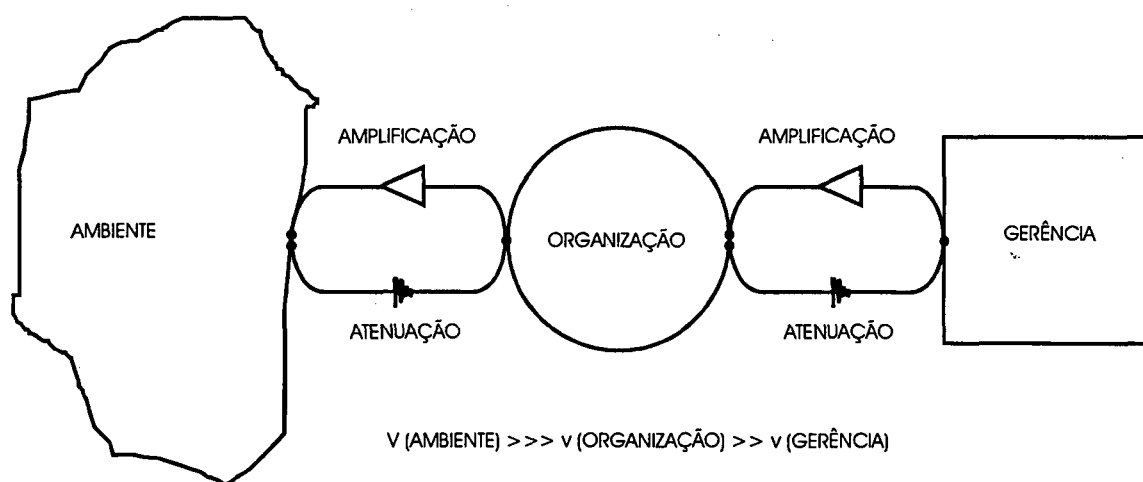 AMPLIFICAÇÃO
AMPLIFICAÇÃO
AMBIENTE
ORGANIZAÇÃO
GERÊNCIA
ATENUAÇÃO
ATENUAÇÃO
V (AMBIENTE) >>> v (ORGANIZAÇÃO) >> v (GERÊNCIA)